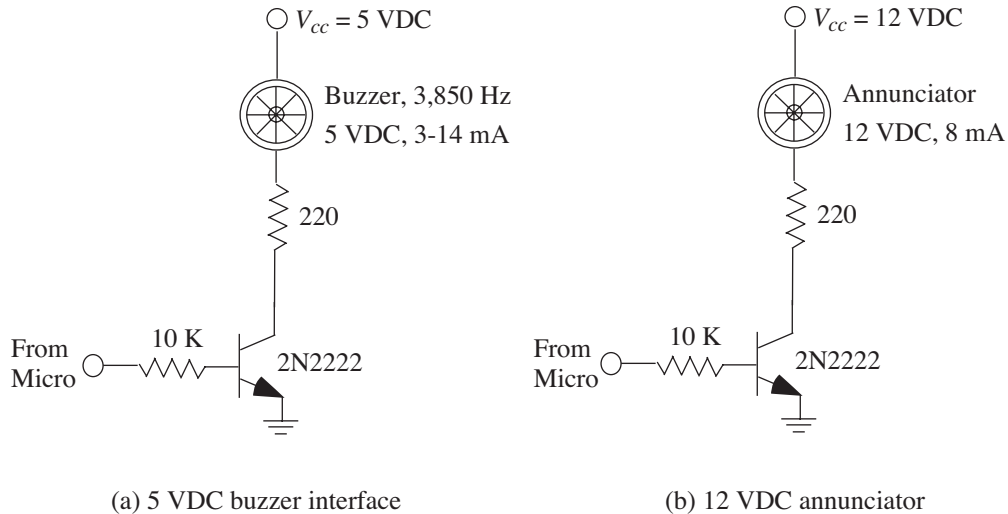 V_cc = 5 VDC
Buzzer, 3,850 Hz
5 VDC, 3-14 mA
220
10 K
From
Micro
2N2222
(a) 5 VDC buzzer interface
V_cc = 12 VDC
Annunciator
12 VDC, 8 mA
220
10 K
From
Micro
2N2222
(b) 12 VDC annunciator